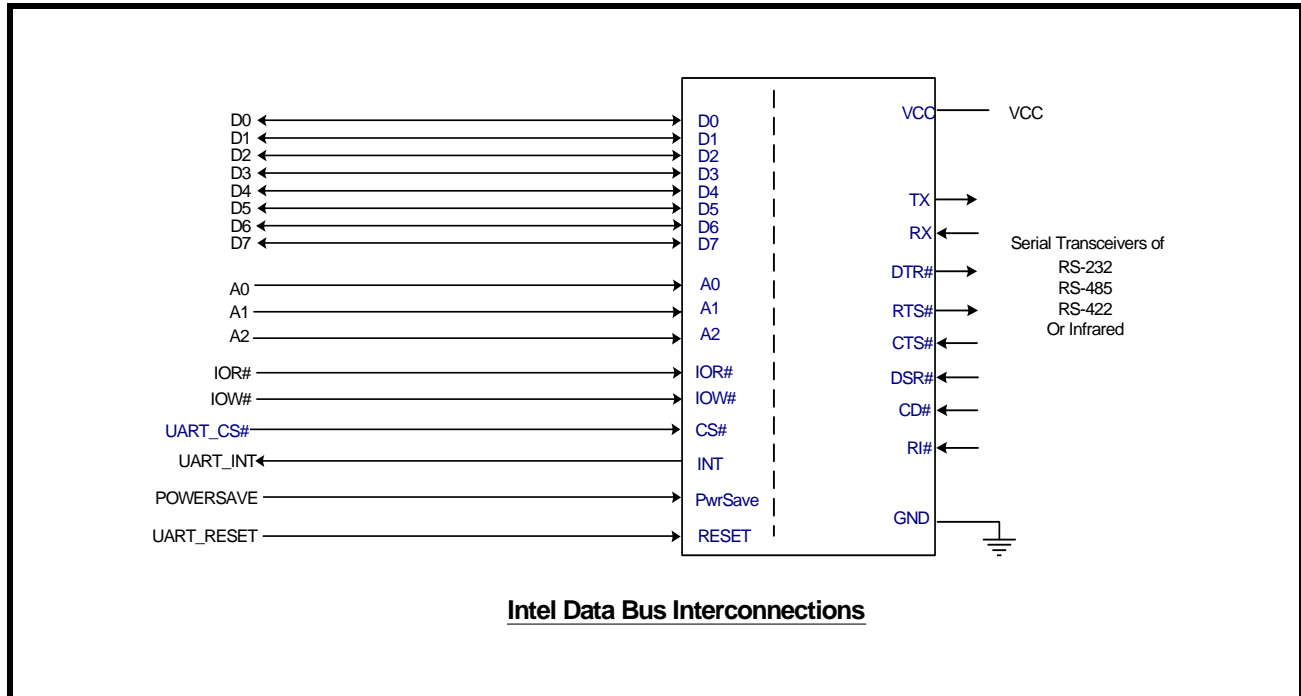 D0
D1
D2
D3
D4
D5
D6
D7
A0
A1
A2
IOR#
IOW#
UART_CS#
UART_INT
POWERSAVE
UART_RESET
D0
D1
D2
D3
D4
D5
D6
D7
A0
A1
A2
IOR#
IOW#
CS#
INT
PwrSave
RESET
VCC
TX
RX
DTR#
RTS#
CTS#
DSR#
CD#
RI#
GND
VCC
Serial Transceivers of
RS-232
RS-485
RS-422
Or Infrared
Intel Data Bus Interconnections